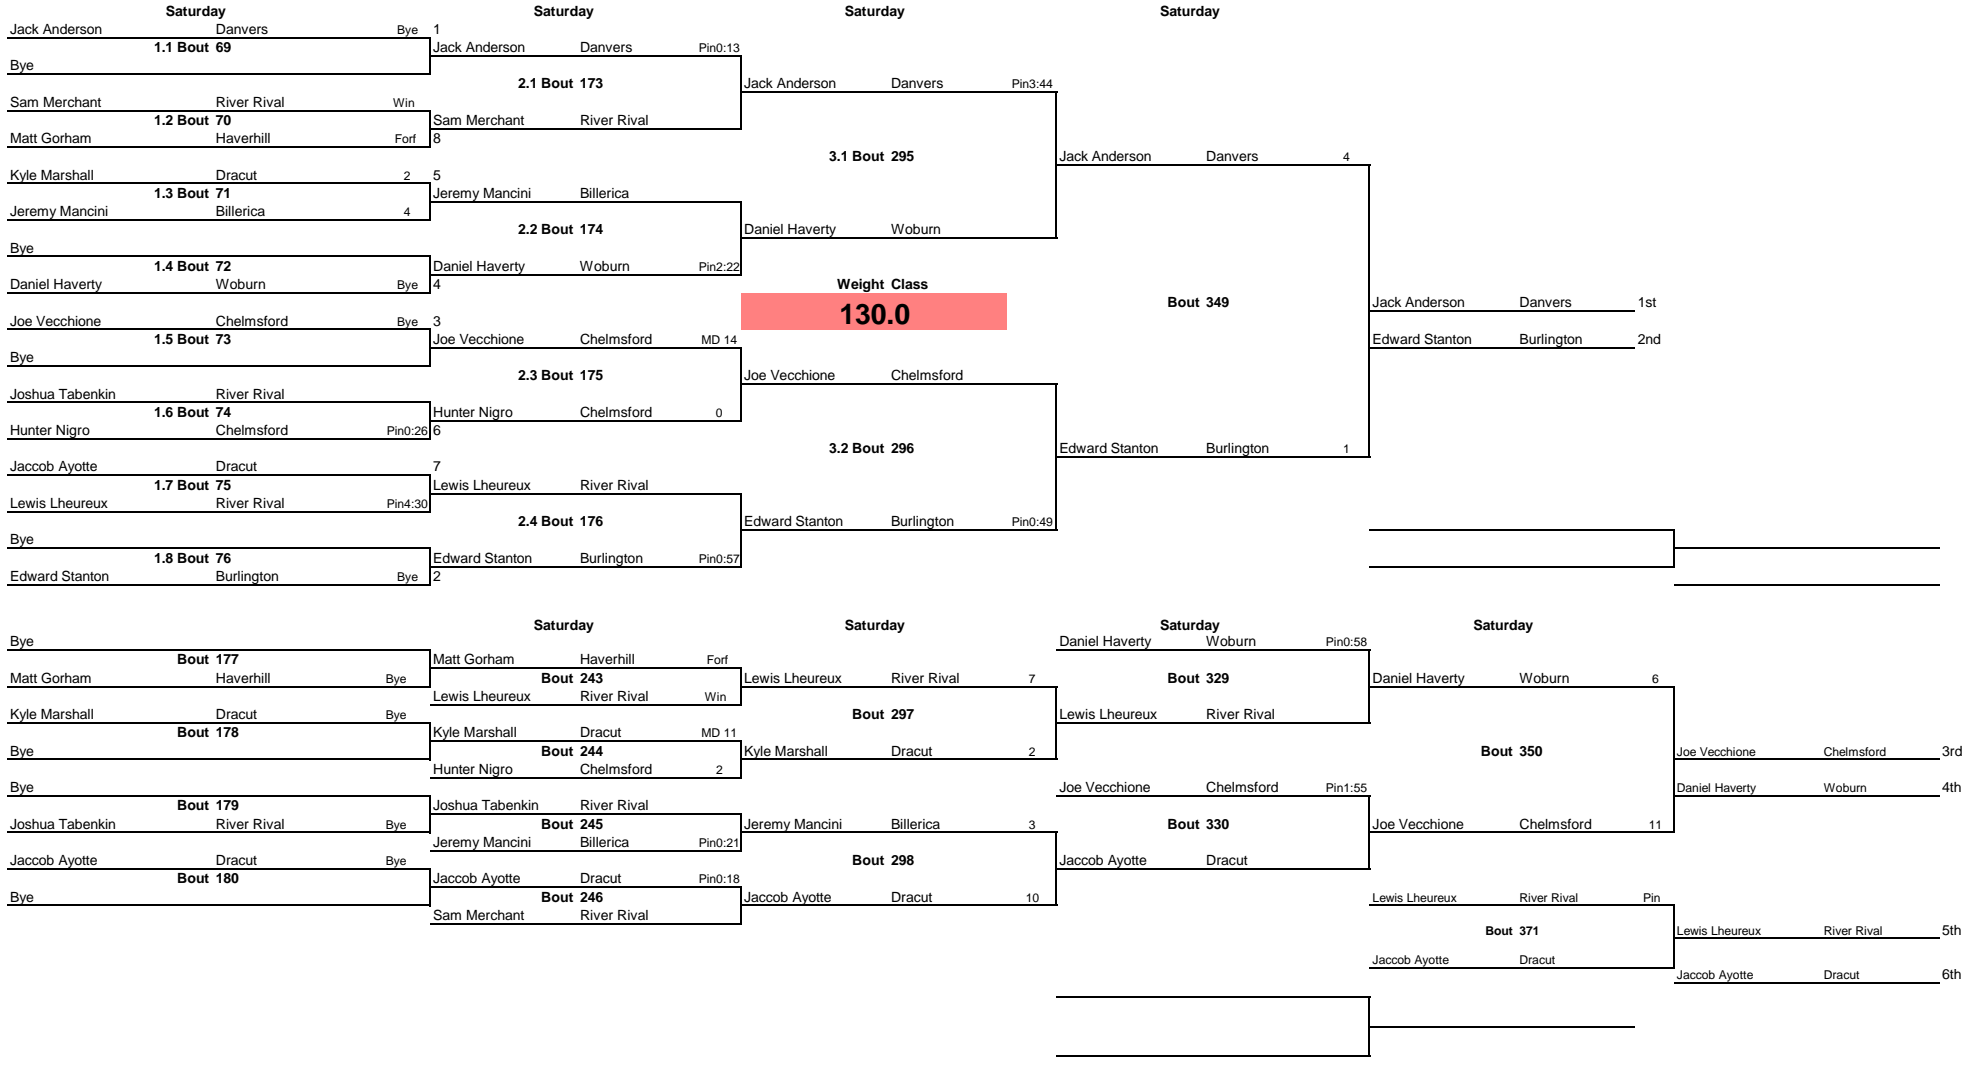 Saturday Saturday Saturday Saturday
Jack Anderson Danvers Bye 1
1.1 Bout 69 Jack Anderson Danvers Pin0:13
Bye
2.1 Bout 173 Jack Anderson Danvers Pin3:44
Sam Merchant River Rival Win
1.2 Bout 70 Sam Merchant River Rival
Matt Gorham Haverhill Forf 8
3.1 Bout 295 Jack Anderson Danvers 4
Kyle Marshall Dracut 2 5
1.3 Bout 71 Jeremy Mancini Billerica
Jeremy Mancini Billerica 4
2.2 Bout 174 Daniel Haverty Woburn
Bye
1.4 Bout 72 Daniel Haverty Woburn Pin2:22
Daniel Haverty Woburn Bye 4 Weight Class
130.0 Bout 349 Jack Anderson Danvers 1st
Joe Vecchione Chelmsford Bye 3
1.5 Bout 73 Joe Vecchione Chelmsford MD 14 Edward Stanton Burlington 2nd
Bye
2.3 Bout 175 Joe Vecchione Chelmsford
Joshua Tabenkin River Rival
1.6 Bout 74 Hunter Nigro Chelmsford 0
Hunter Nigro Chelmsford Pin0:26 6
3.2 Bout 296 Edward Stanton Burlington 1
Jaccob Ayotte Dracut 7
1.7 Bout 75 Lewis Lheureux River Rival
Lewis Lheureux River Rival Pin4:30
2.4 Bout 176 Edward Stanton Burlington Pin0:49
Bye
1.8 Bout 76 Edward Stanton Burlington Pin0:57
Edward Stanton Burlington Bye 2
Saturday Saturday Saturday Saturday
Bye Daniel Haverty Woburn Pin0:58
Bout 177 Matt Gorham Haverhill Forf
Matt Gorham Haverhill Bye Bout 243 Lewis Lheureux River Rival 7 Bout 329 Daniel Haverty Woburn 6
Lewis Lheureux River Rival Win
Kyle Marshall Dracut Bye Bout 297 Lewis Lheureux River Rival
Bout 178 Kyle Marshall Dracut MD 11
Bye Bout 244 Kyle Marshall Dracut 2 Bout 350 Joe Vecchione Chelmsford 3rd
Hunter Nigro Chelmsford 2
Bye Joe Vecchione Chelmsford Pin1:55 Daniel Haverty Woburn 4th
Bout 179 Joshua Tabenkin River Rival
Joshua Tabenkin River Rival Bye Bout 245 Jeremy Mancini Billerica 3 Bout 330 Joe Vecchione Chelmsford 11
Jeremy Mancini Billerica Pin0:21
Jaccob Ayotte Dracut Bye Bout 298 Jaccob Ayotte Dracut
Bout 180 Jaccob Ayotte Dracut Pin0:18
Bye Bout 246 Jaccob Ayotte Dracut 10 Lewis Lheureux River Rival Pin
Sam Merchant River Rival
Bout 371 Lewis Lheureux River Rival 5th
Jaccob Ayotte Dracut
Jaccob Ayotte Dracut 6th